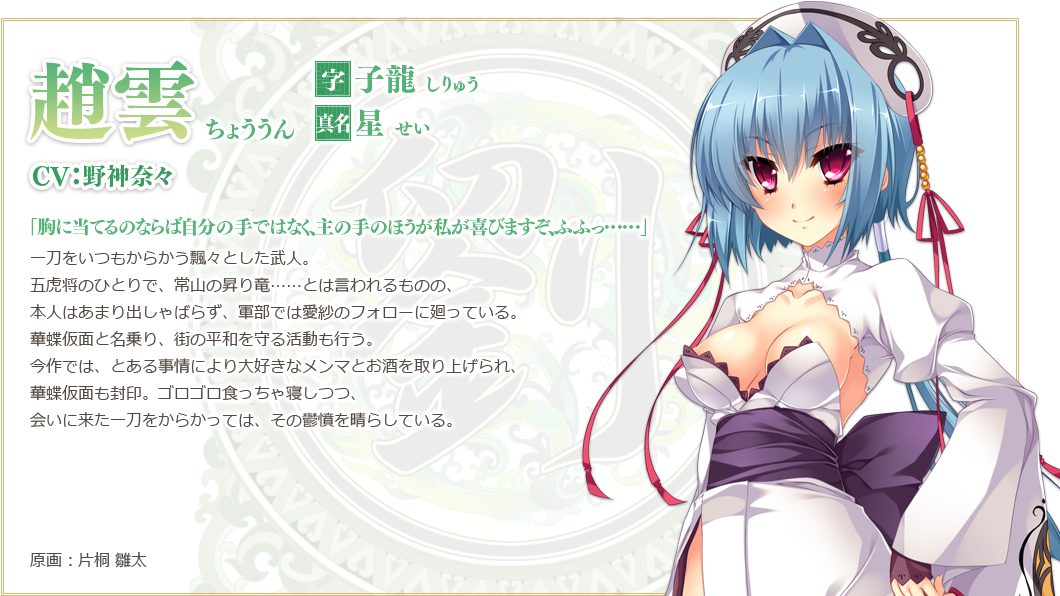 趙雲 ちょううん
字 子龍 しりゅう
真名 星 せい
CV:野神奈々
「胸に当てるのならば自分の手ではなく、主の手のほうが私が喜びますぞ、ふふっ……」
一刀をいつもからかう飄々とした武人。
五虎将のひとりで、常山の昇り竜……とは言われるものの、
本人はあまり出しゃばらず、軍部では愛紗のフォローに廻っている。
華蝶仮面と名乗り、街の平和を守る活動も行う。
今作では、とある事情により大好きなメンマとお酒を取り上げられ、
華蝶仮面も封印。ゴロゴロ食っちゃ寝しつつ、
会いに来た一刀をからかっては、その鬱憤を晴らしている。
原画：片桐 雛太